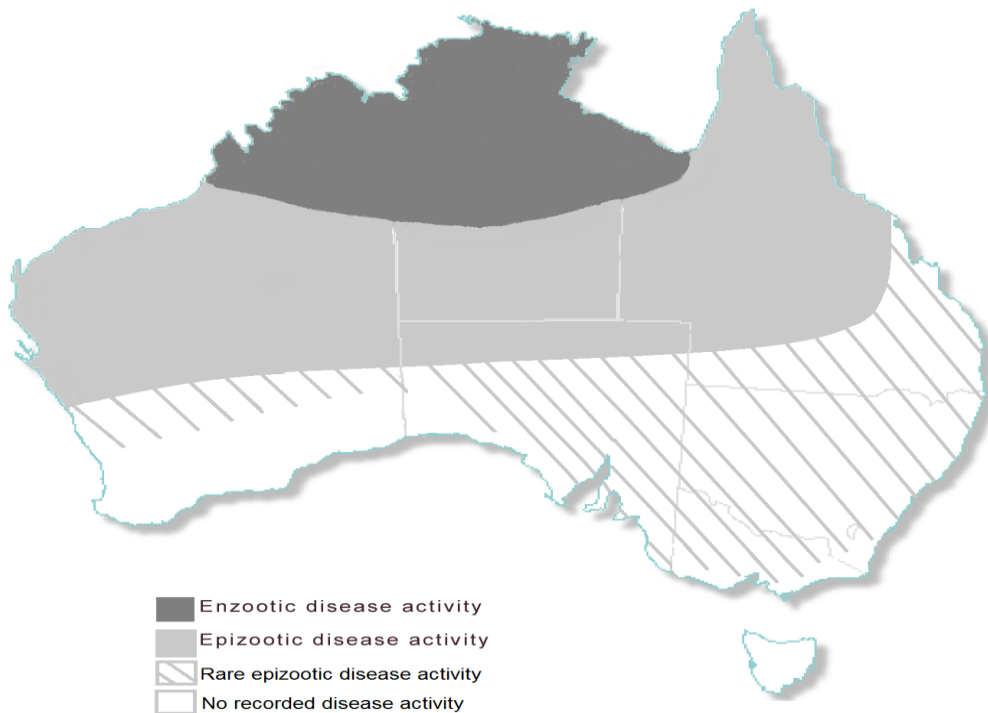 Enzootic disease activity
Epizootic disease activity
Rare epizootic disease activity
No recorded disease activity